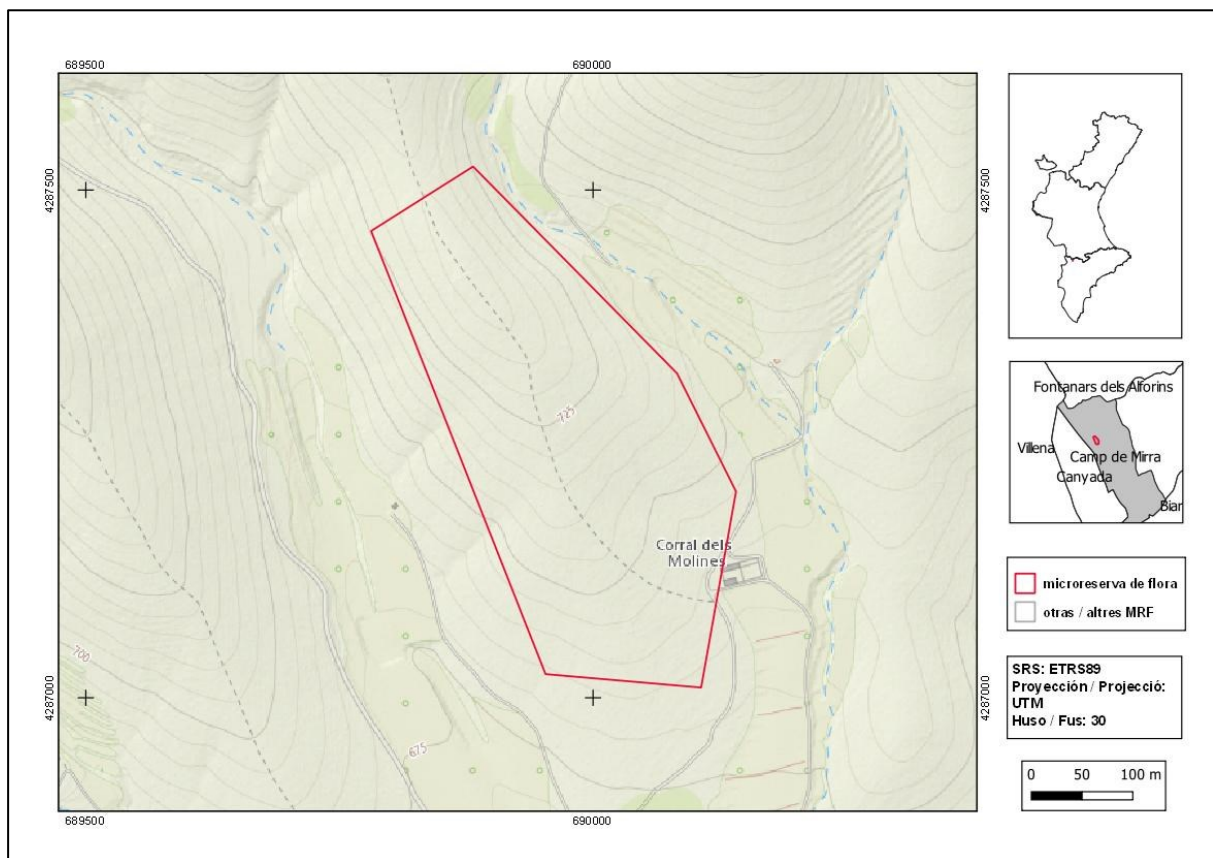 689500
690000
4287500
4287500
725
Corral dels
Molines
700
675
4287000
4287000
689500
690000
Fontanars dels Alforins
Villena
Camp de Mirra
Canyada
Biar
microreserva de flora
otras / altres MRF
SRS: ETRS89
Proyección / Projecció:
UTM
Huso / Fus: 30
0 50 100 m